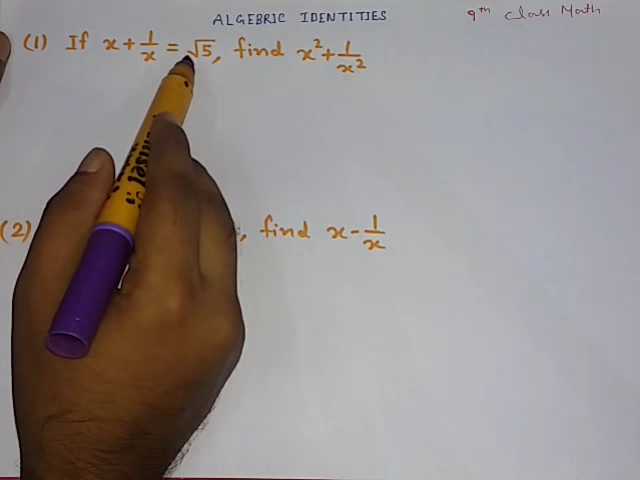 ALGEBRIC IDENTITIES
9th Class Math
(1) If x + 1/x = √5, find x² + 1/x²
(2) , find x - 1/x